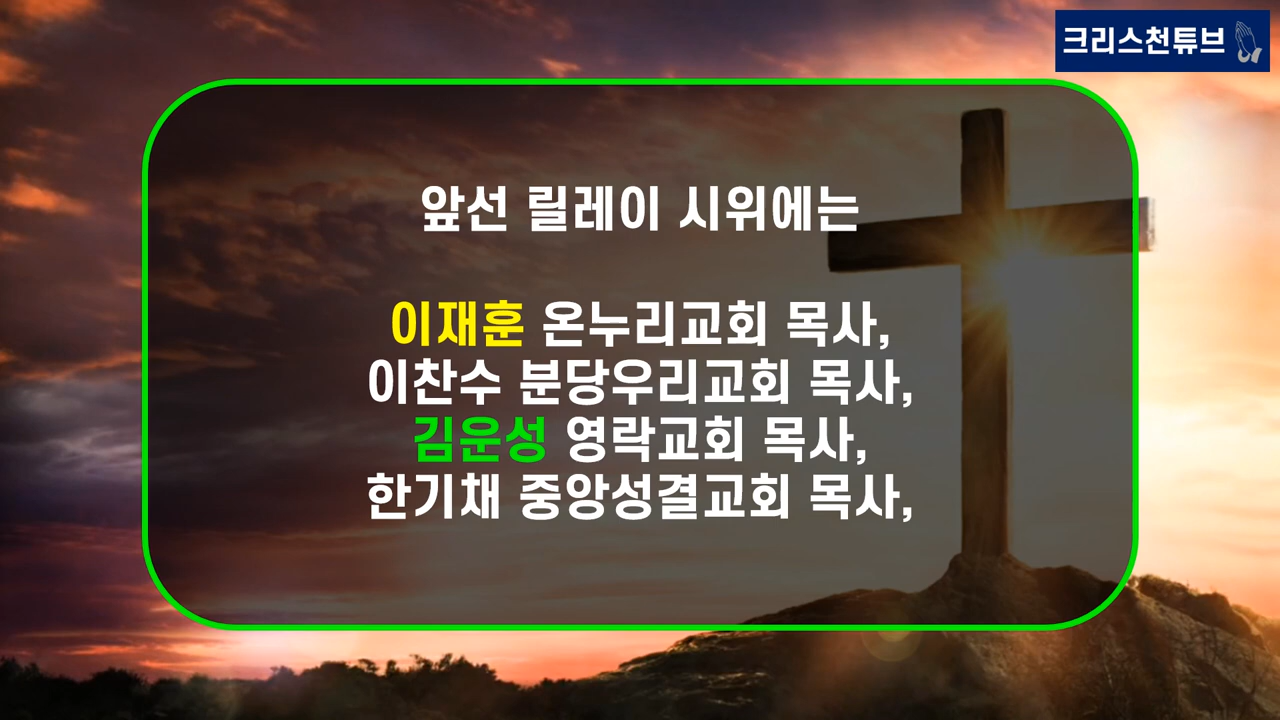 크리스천튜브
앞선 릴레이 시위에는
이재훈 온누리교회 목사,
이찬수 분당우리교회 목사,
김운성 영락교회 목사,
한기채 중앙성결교회 목사,